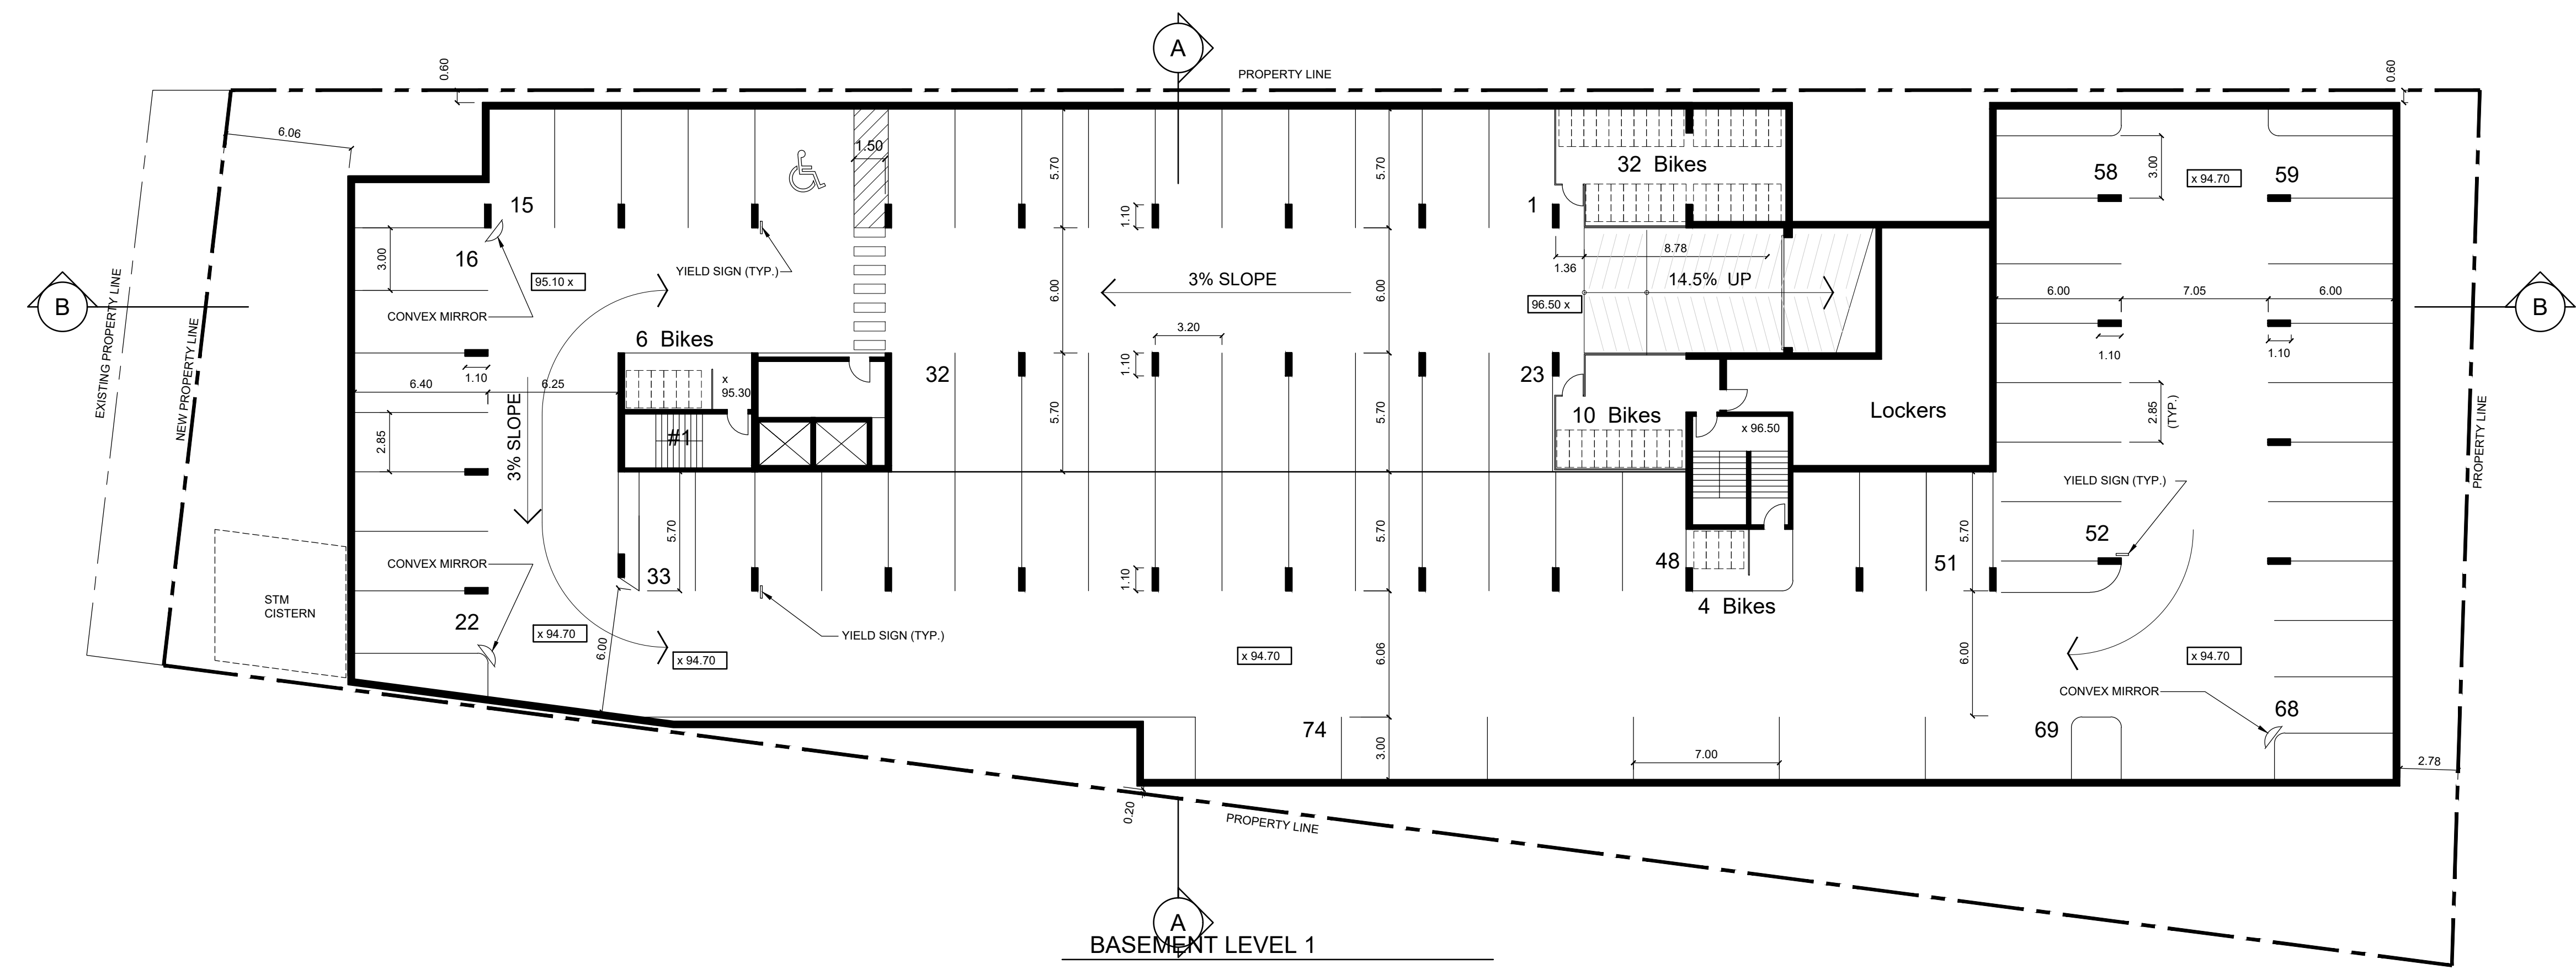 A
PROPERTY LINE
0.60
0.60
6.06
1.50
5.70
5.70
32 Bikes
58
3.00
x 94.70
59
15
1.10
1
16
3.00
YIELD SIGN (TYP.)
95.10 x
CONVEX MIRROR
3% SLOPE
6.00
6.00
1.36
8.78
14.5% UP
96.50 x
6.00
7.05
6.00
B
B
EXISTING PROPERTY LINE
NEW PROPERTY LINE
6 Bikes
3.20
1.10
1.10
1.10
6.40
1.10
6.25
x
95.30
32
1.10
23
5.70
5.70
10 Bikes
Lockers
x 96.50
2.85
(TYP.)
PROPERTY LINE
2.85
3% SLOPE
#1
YIELD SIGN (TYP.)
5.70
5.70
5.70
52
CONVEX MIRROR
33
1.10
48
51
4 Bikes
STM
CISTERN
22
x 94.70
6.00
x 94.70
YIELD SIGN (TYP.)
x 94.70
6.06
6.00
x 94.70
CONVEX MIRROR
68
74
3.00
7.00
69
2.78
0.20
PROPERTY LINE
A
BASEMENT LEVEL 1